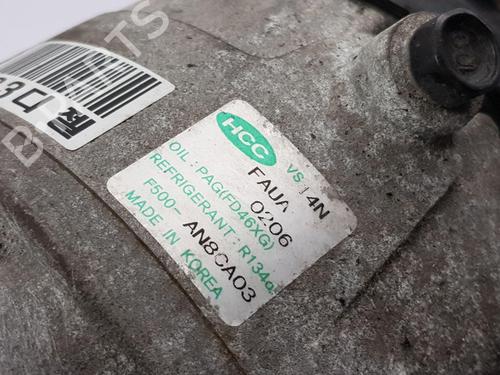 HCC VS 14N
FAUA
0206
OIL : PAG(FD46XG)
REFRIGERANT : R134a
F500- AN8CA03
MADE IN KOREA